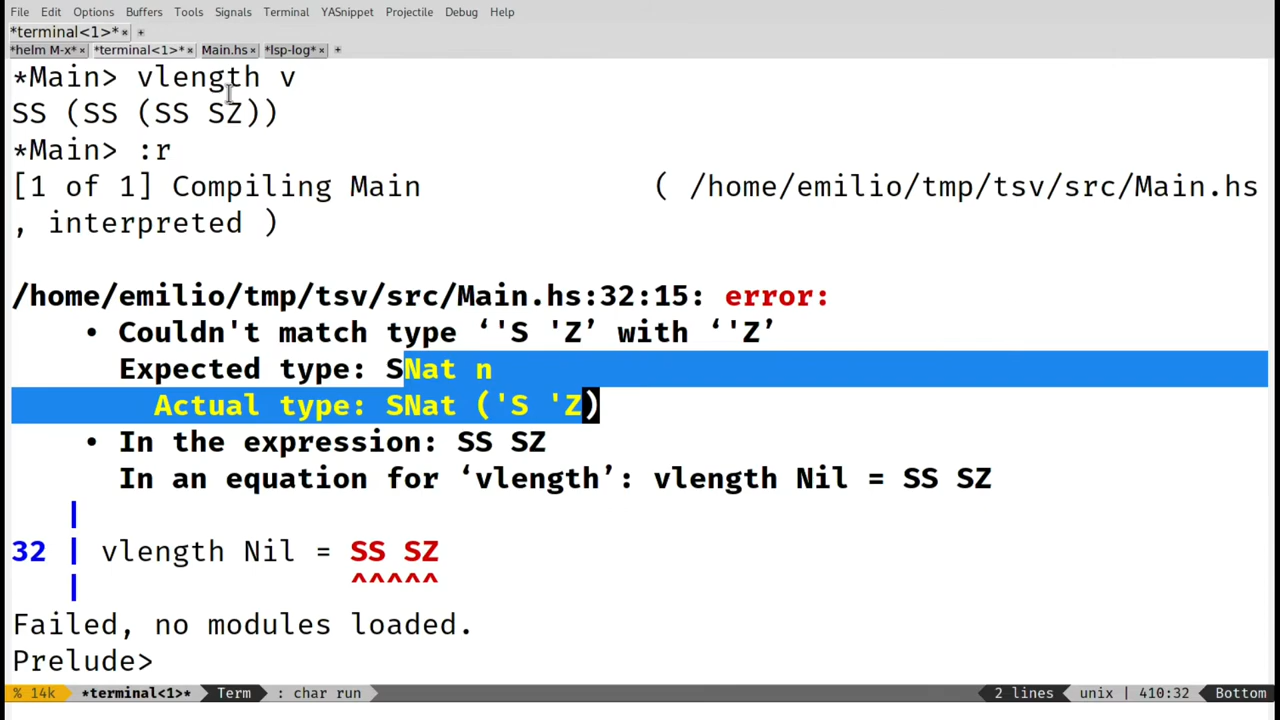 File Edit Options Buffers Tools Signals Terminal YASnippet Projectile Debug Help
*terminal<1>* × +
*helm M-x* × *terminal<1>* × Main.hs × *lsp-log* × +
*Main> vlength v
SS (SS (SS SZ))
*Main> :r
[1 of 1] Compiling Main ( /home/emilio/tmp/tsv/src/Main.hs
, interpreted )
/home/emilio/tmp/tsv/src/Main.hs:32:15: error:
• Couldn't match type ‘'S 'Z’ with ‘'Z’
Expected type: SNat n
Actual type: SNat ('S 'Z)
• In the expression: SS SZ
In an equation for ‘vlength’: vlength Nil = SS SZ
|
32 | vlength Nil = SS SZ
| ^^^^^
Failed, no modules loaded.
Prelude>
% 14k *terminal<1>* Term : char run 2 lines unix | 410:32 Bottom